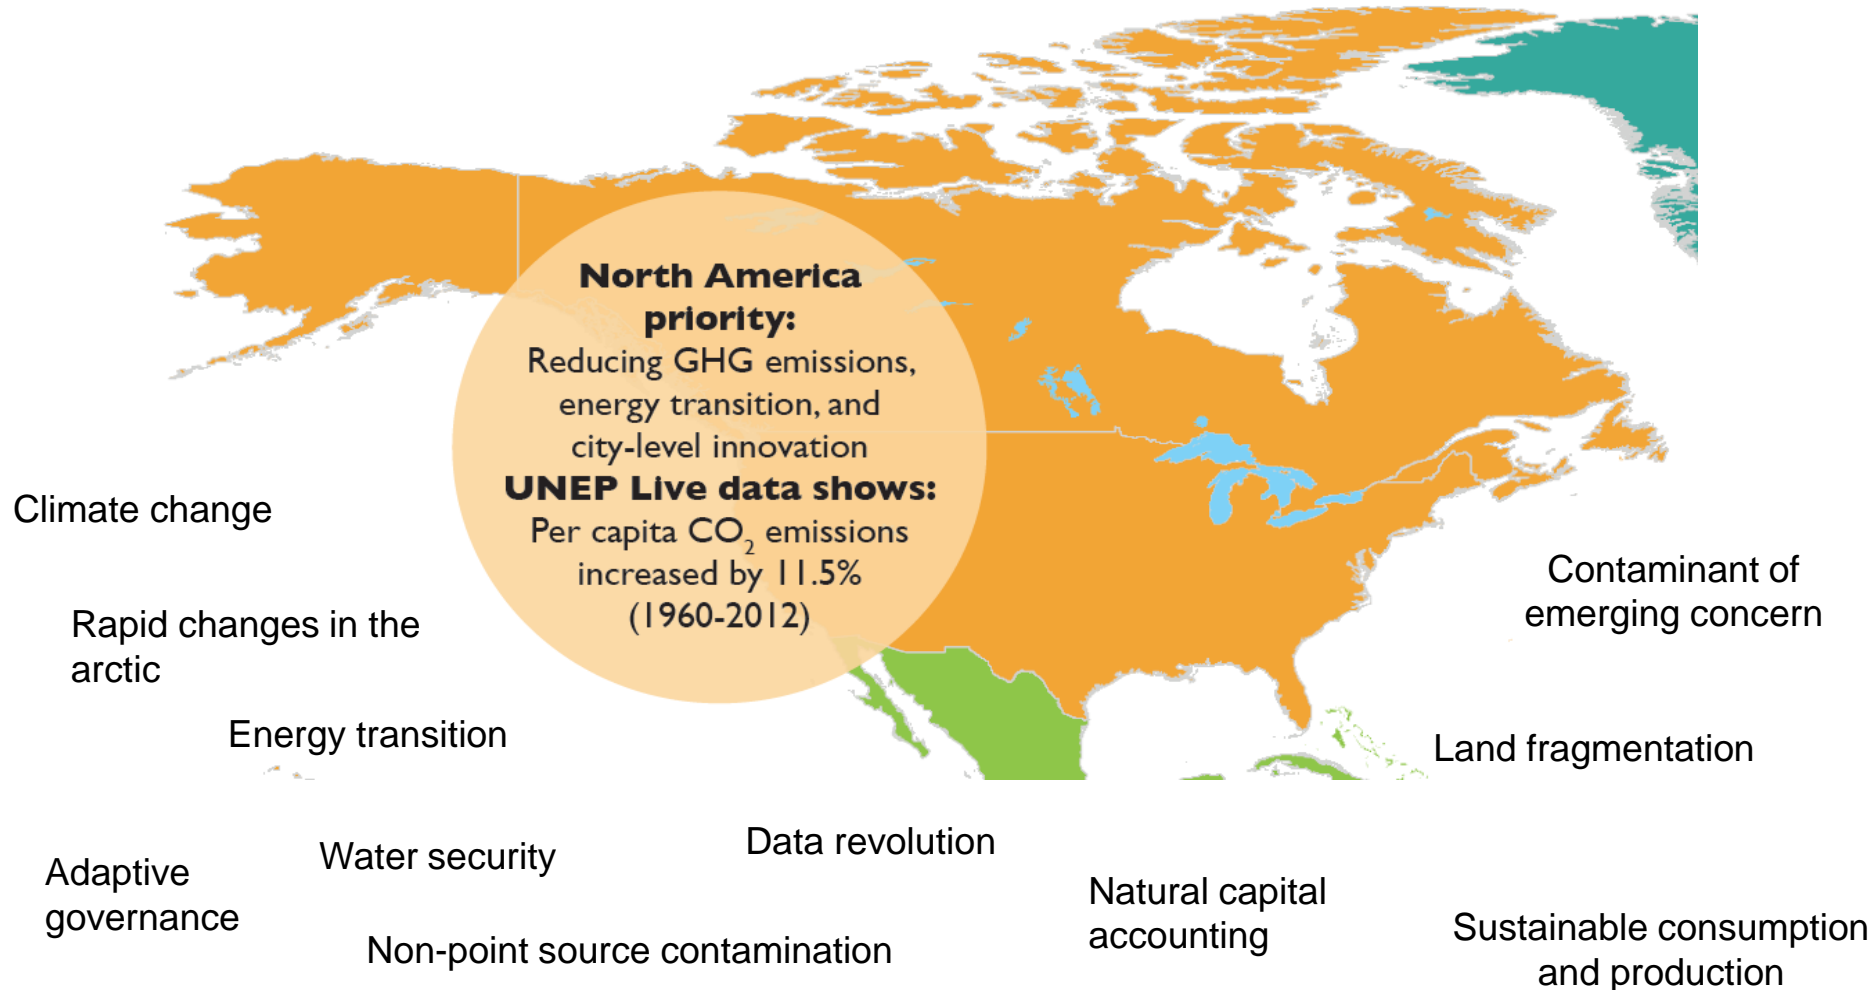 North America
priority:
Reducing GHG emissions,
energy transition, and
city-level innovation
UNEP Live data shows:
Per capita CO₂ emissions
increased by 11.5%
(1960-2012)
Climate change
Contaminant of
emerging concern
Rapid changes in the
arctic
Energy transition
Land fragmentation
Data revolution
Water security
Adaptive
governance
Natural capital
accounting
Sustainable consumption
and production
Non-point source contamination